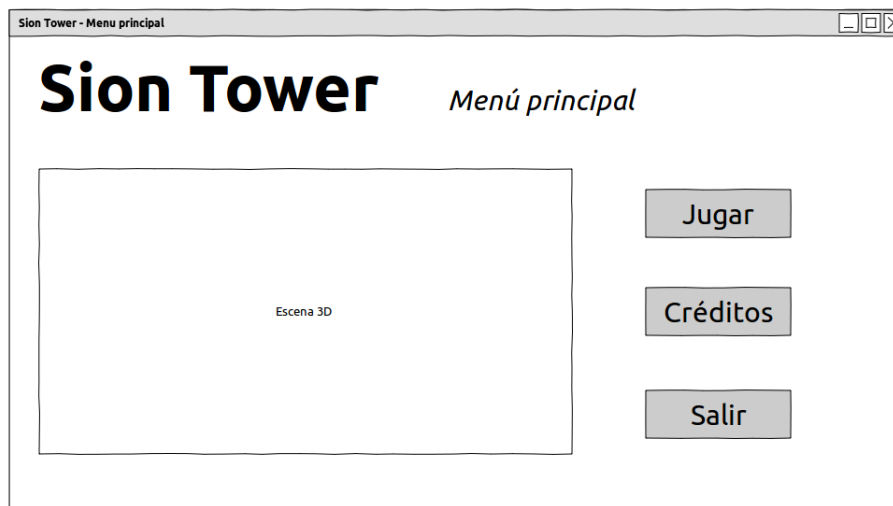 Sion Tower - Menu principal
Sion Tower
Menú principal
Escena 3D
Jugar
Créditos
Salir